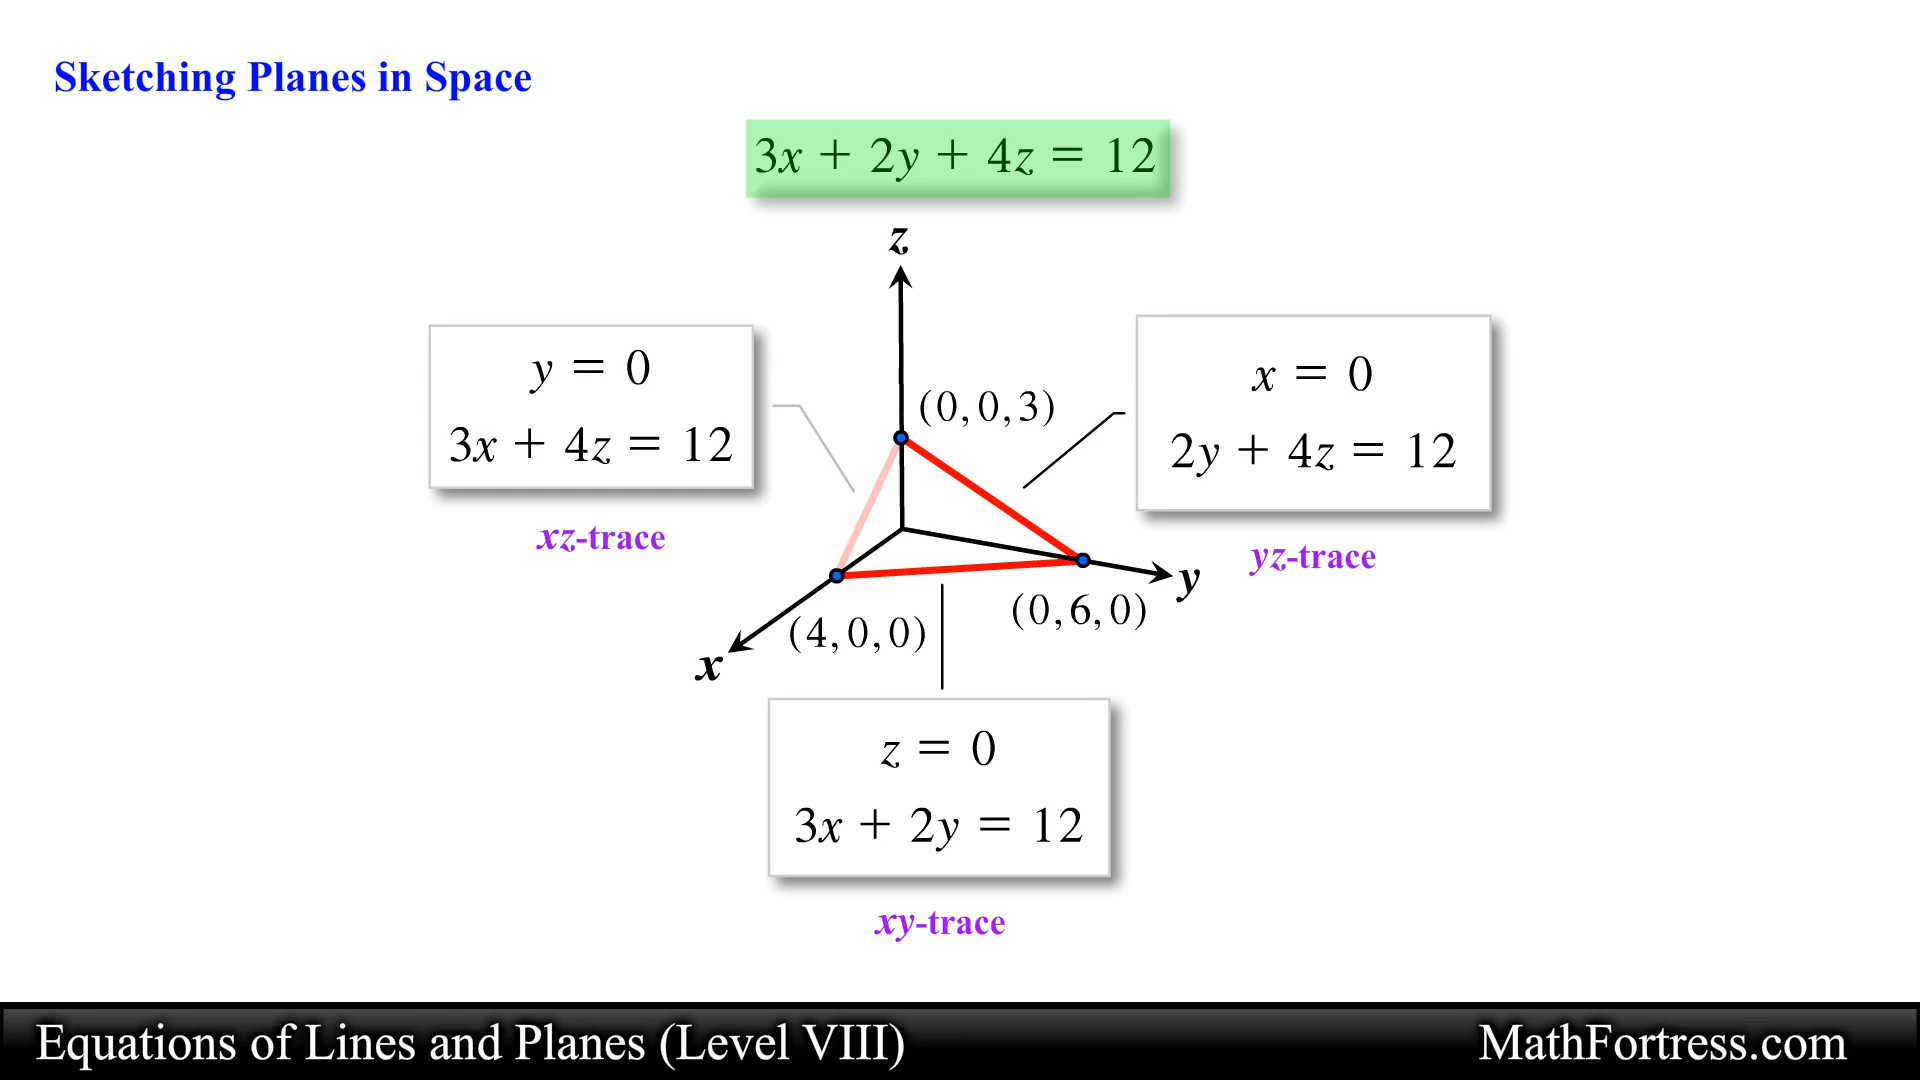 Sketching Planes in Space
3x + 2y + 4z = 12
z
y = 0
3x + 4z = 12
xz-trace
(0,0,3)
x = 0
2y + 4z = 12
yz-trace
y
(0,6,0)
(4,0,0)
x
z = 0
3x + 2y = 12
xy-trace
Equations of Lines and Planes (Level VIII)
MathFortress.com